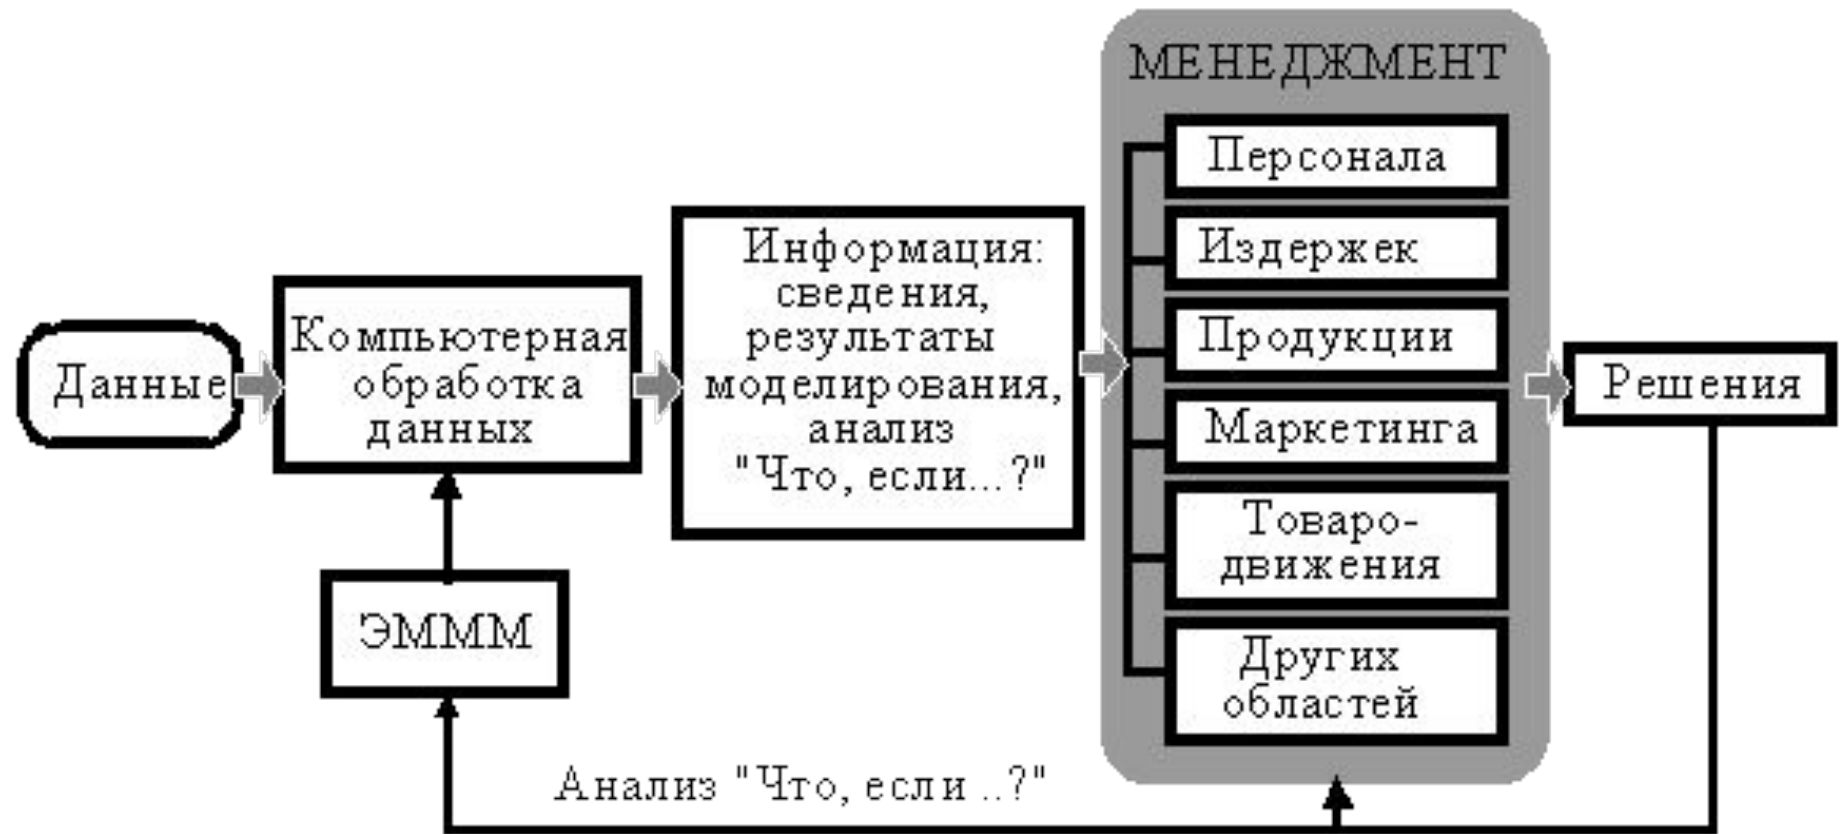 МЕНЕДЖМЕНТ
Персонала
Издержек
Продукции
Маркетинга
Товаро-
движения
Других
областей
Информация:
сведения,
результаты
моделирования,
анализ
"Что, если...?"
Компьютерная
обработка
данных
Данные
Решения
ЭМММ
Анализ "Что, если ..?"